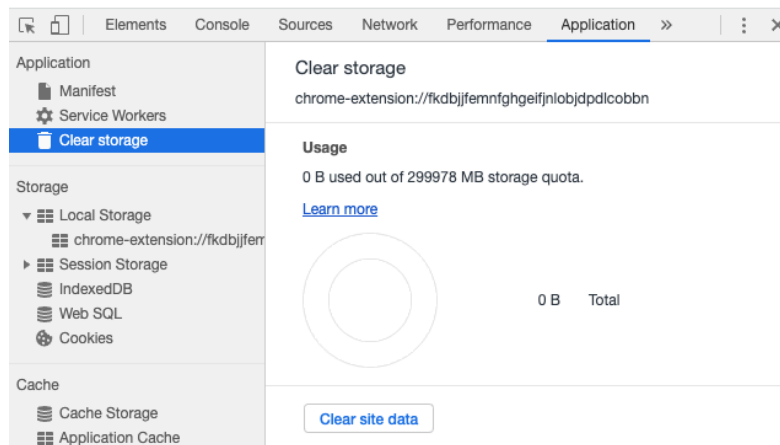 Elements Console Sources Network Performance Application »
Application
Manifest
Service Workers
Clear storage
Storage
Local Storage
chrome-extension://fkdbjjfem
Session Storage
IndexedDB
Web SQL
Cookies
Cache
Cache Storage
Application Cache
Clear storage
chrome-extension://fkdbjjfemnfghgeifjnlobjdpdlcobbn
Usage
0 B used out of 299978 MB storage quota.
Learn more
0 B Total
Clear site data